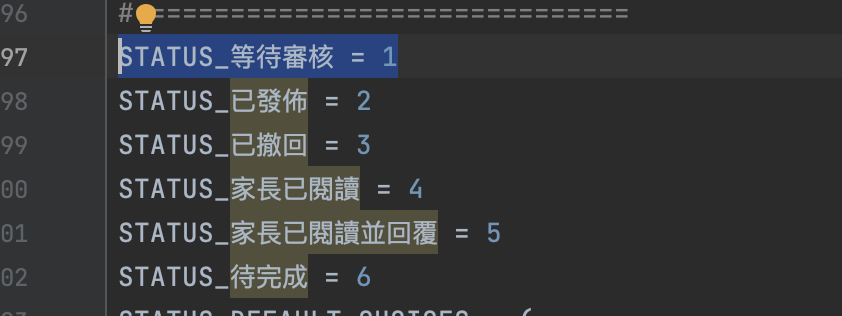 96 # ==============================
97 STATUS_等待審核 = 1
98 STATUS_已發佈 = 2
99 STATUS_已撤回 = 3
00 STATUS_家長已閱讀 = 4
01 STATUS_家長已閱讀並回覆 = 5
02 STATUS_待完成 = 6
STATUS_DEFAULT_CHOICES = (